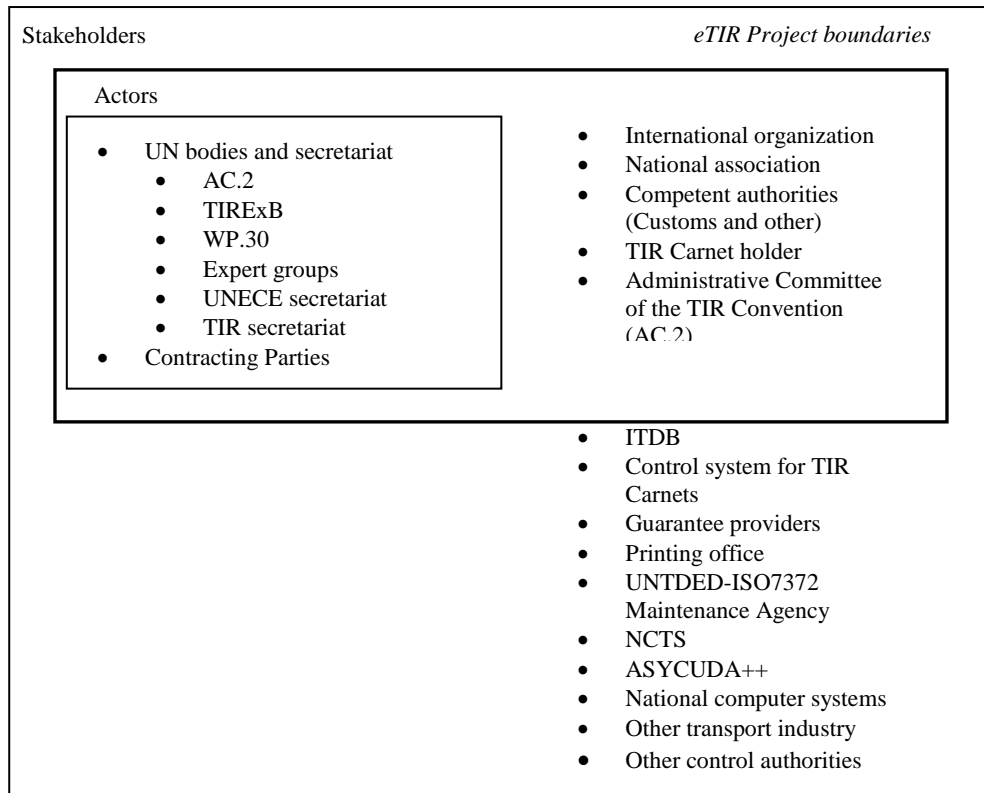 Stakeholders
eTIR Project boundaries
Actors
• UN bodies and secretariat
• AC.2
• TIRExB
• WP.30
• Expert groups
• UNECE secretariat
• TIR secretariat
• Contracting Parties
• International organization
• National association
• Competent authorities
(Customs and other)
• TIR Carnet holder
• Administrative Committee
of the TIR Convention
(AC.2)
• ITDB
• Control system for TIR
Carnets
• Guarantee providers
• Printing office
• UNTDED-ISO7372
Maintenance Agency
• NCTS
• ASYCUDA++
• National computer systems
• Other transport industry
• Other control authorities